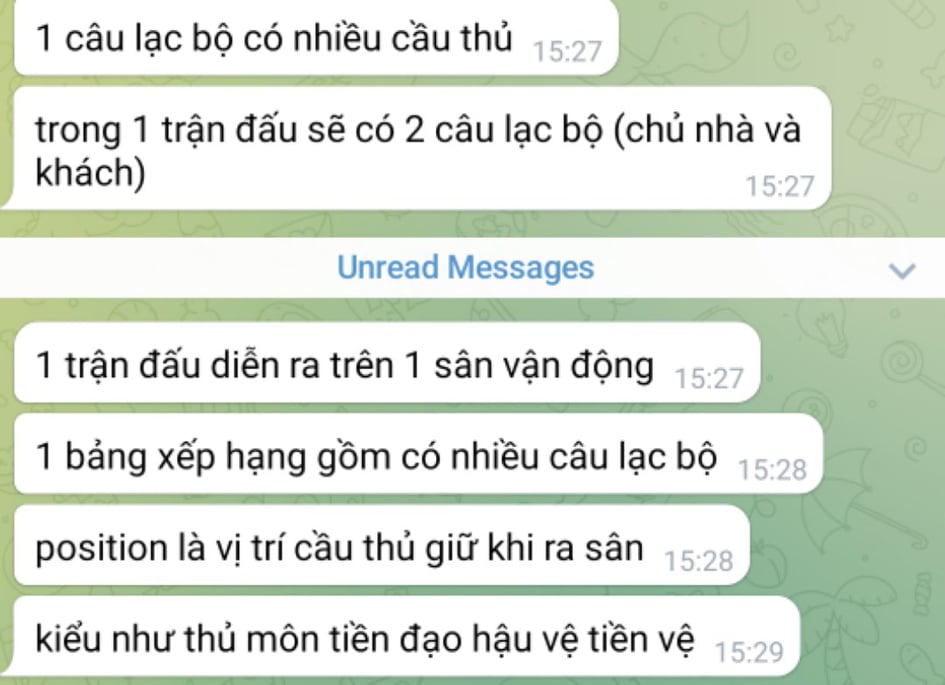 1 câu lạc bộ có nhiều cầu thủ 15:27
trong 1 trận đấu sẽ có 2 câu lạc bộ (chủ nhà và
khách) 15:27
Unread Messages
1 trận đấu diễn ra trên 1 sân vận động 15:27
1 bảng xếp hạng gồm có nhiều câu lạc bộ 15:28
position là vị trí cầu thủ giữ khi ra sân 15:28
kiểu như thủ môn tiền đạo hậu vệ tiền vệ 15:29